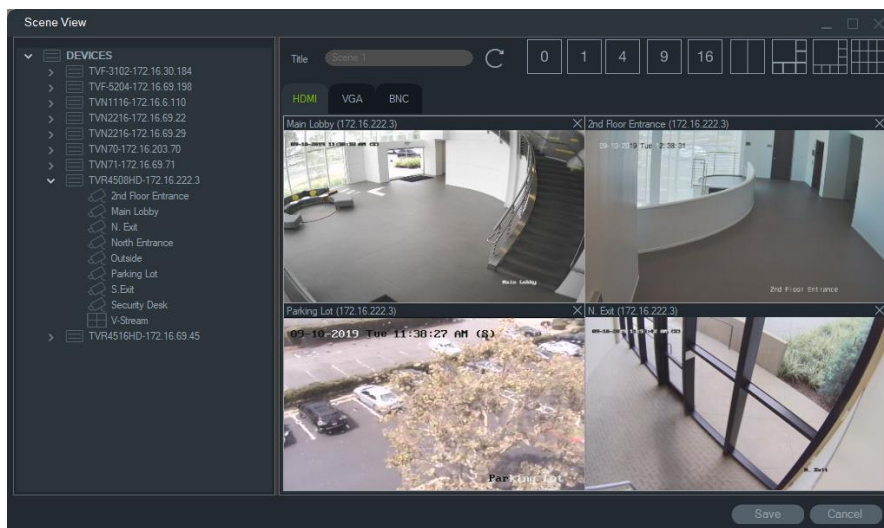 Scene View
DEVICES
TVF-3102-172.16.30.184
TVF-5204-172.16.69.198
TVN1116-172.16.6.110
TVN2216-172.16.69.22
TVN2216-172.16.69.29
TVN70-172.16.203.70
TVN71-172.16.69.71
TVR4508HD-172.16.222.3
2nd Floor Entrance
Main Lobby
N. Exit
North Entrance
Outside
Parking Lot
S.Exit
Security Desk
V-Stream
TVR4516HD-172.16.69.45
Title Scene 1 0 1 4 9 16
HDMI VGA BNC
Main Lobby (172.16.222.3)
Main Lobby
2nd Floor Entrance (172.16.222.3)
2nd Floor Entrance
Parking Lot (172.16.222.3)
09-10-2019 Tue 11:38:27 AM (S)
Parking Lot
N. Exit (172.16.222.3)
N. Exit
Save Cancel